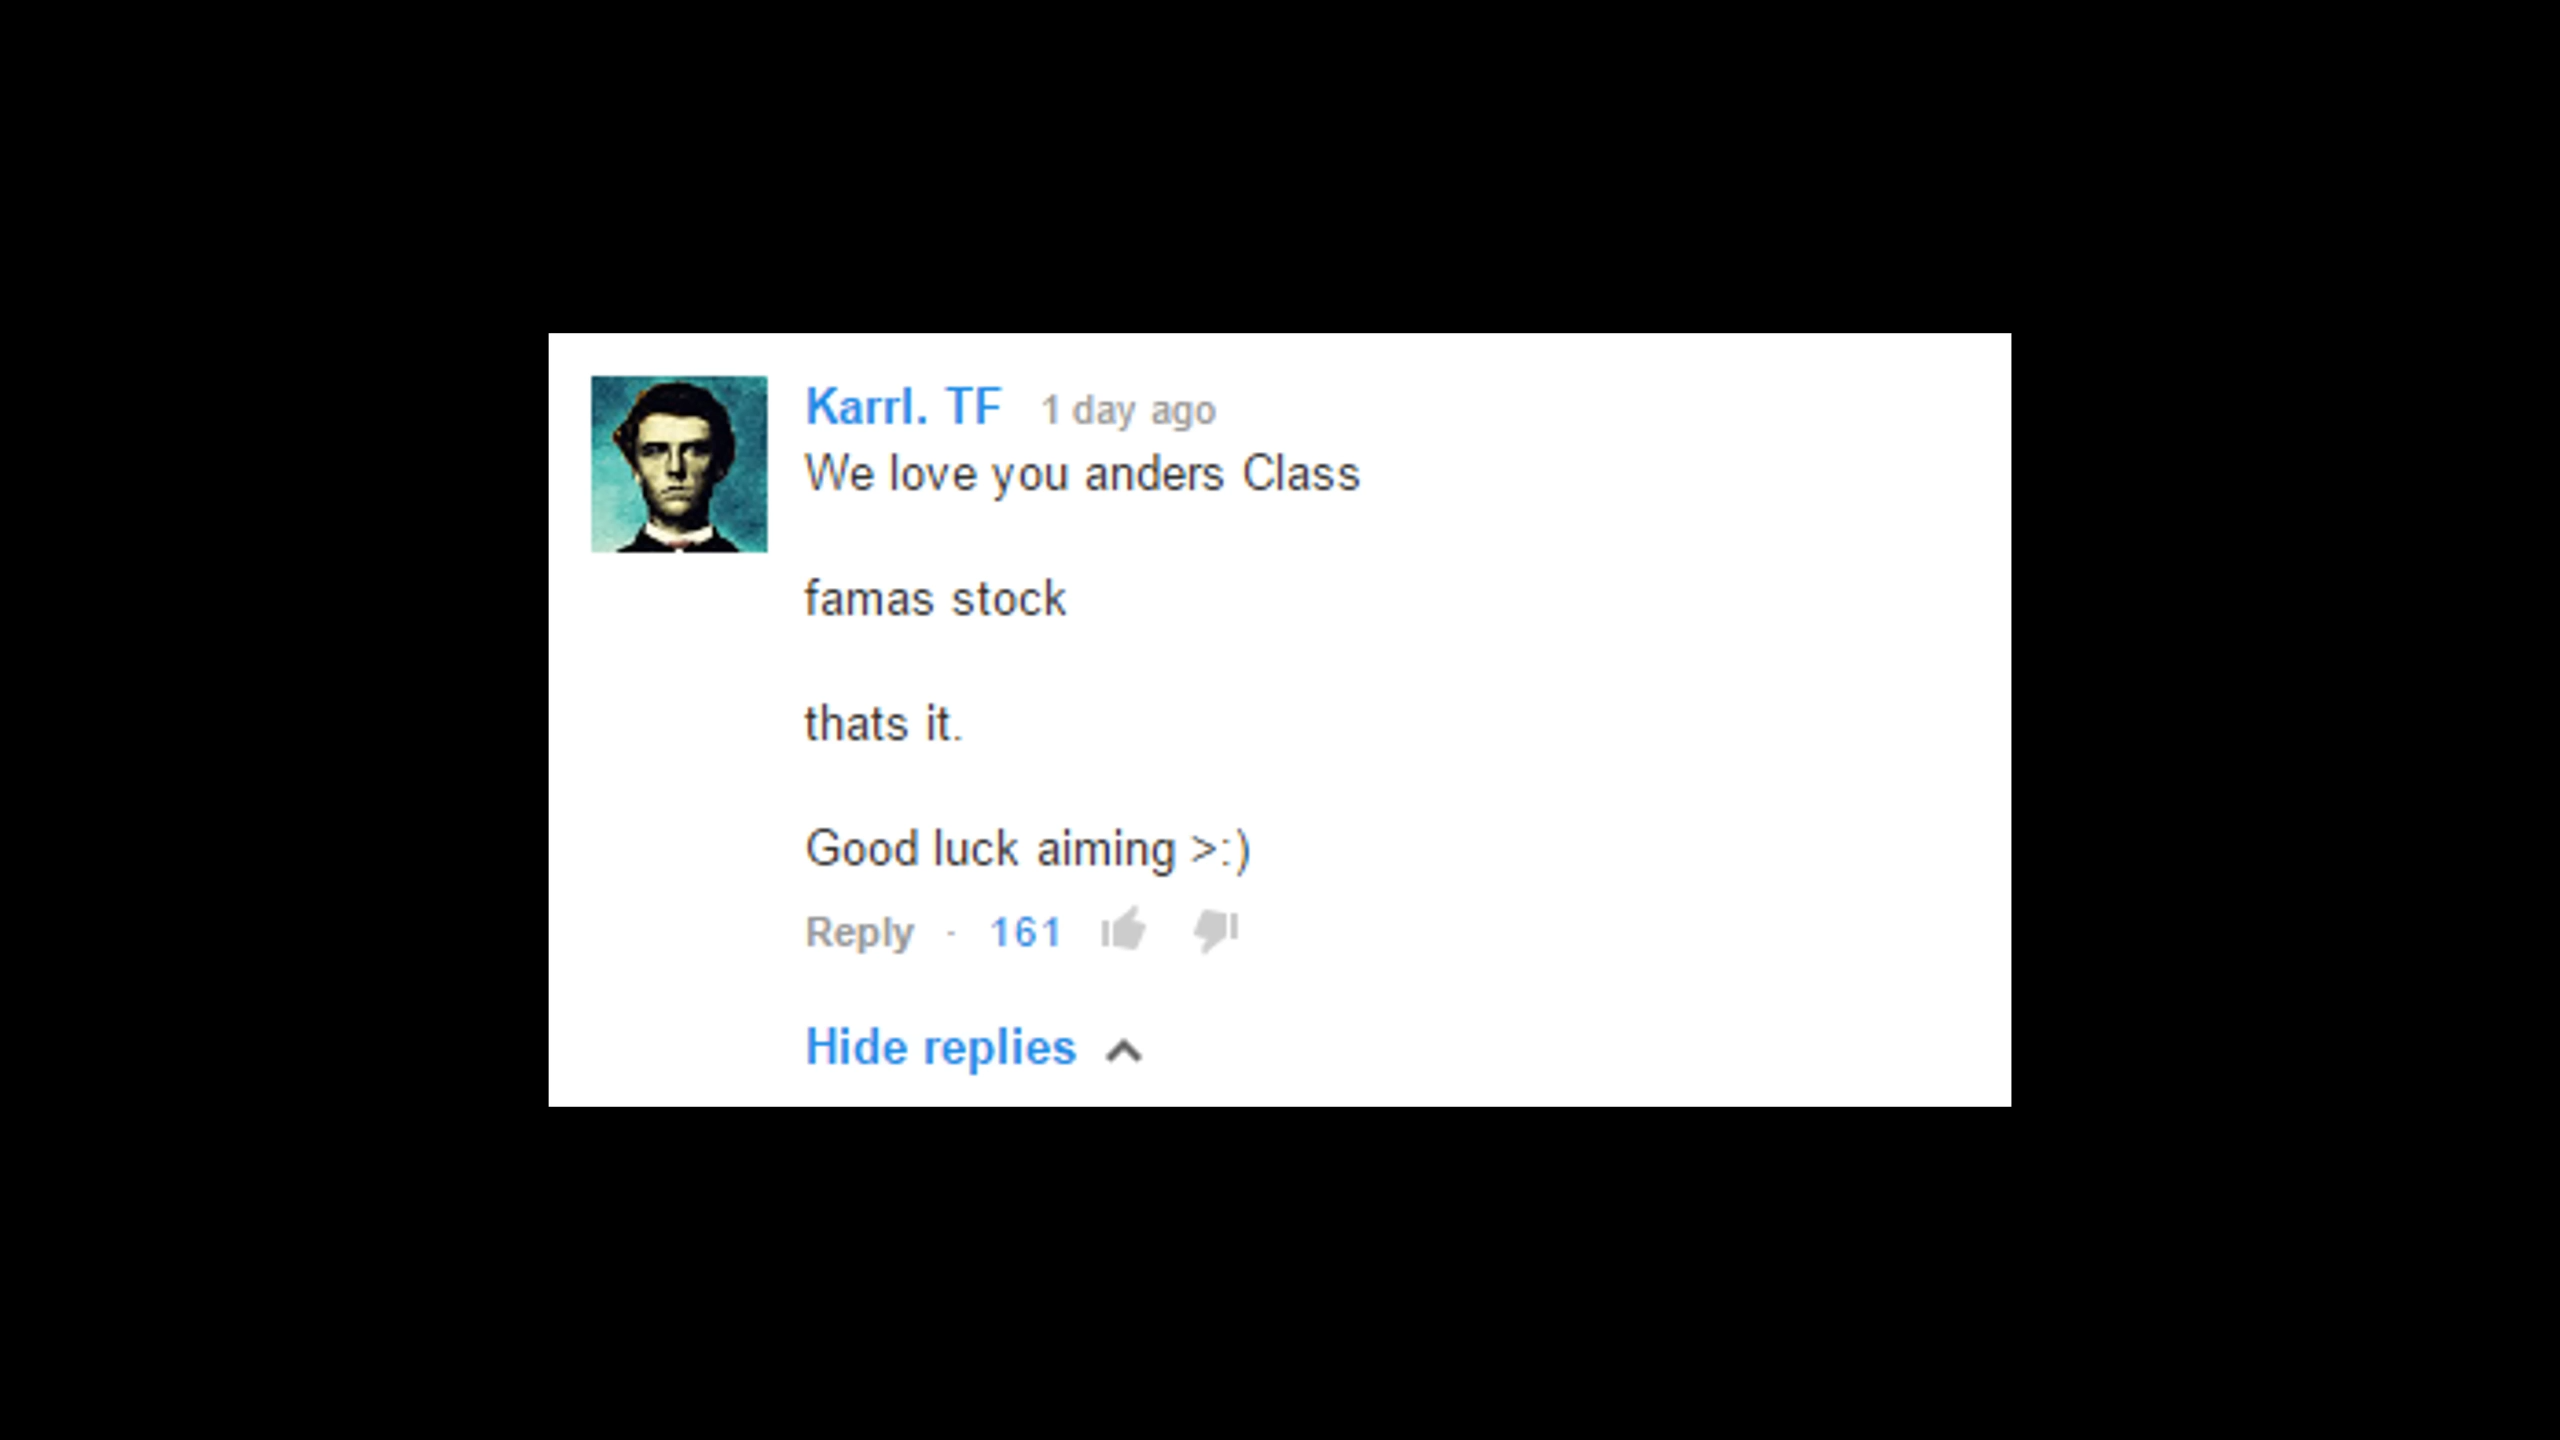 Karrl. TF 1 day ago
We love you anders Class
famas stock
thats it.
Good luck aiming >:)
Reply · 161
Hide replies